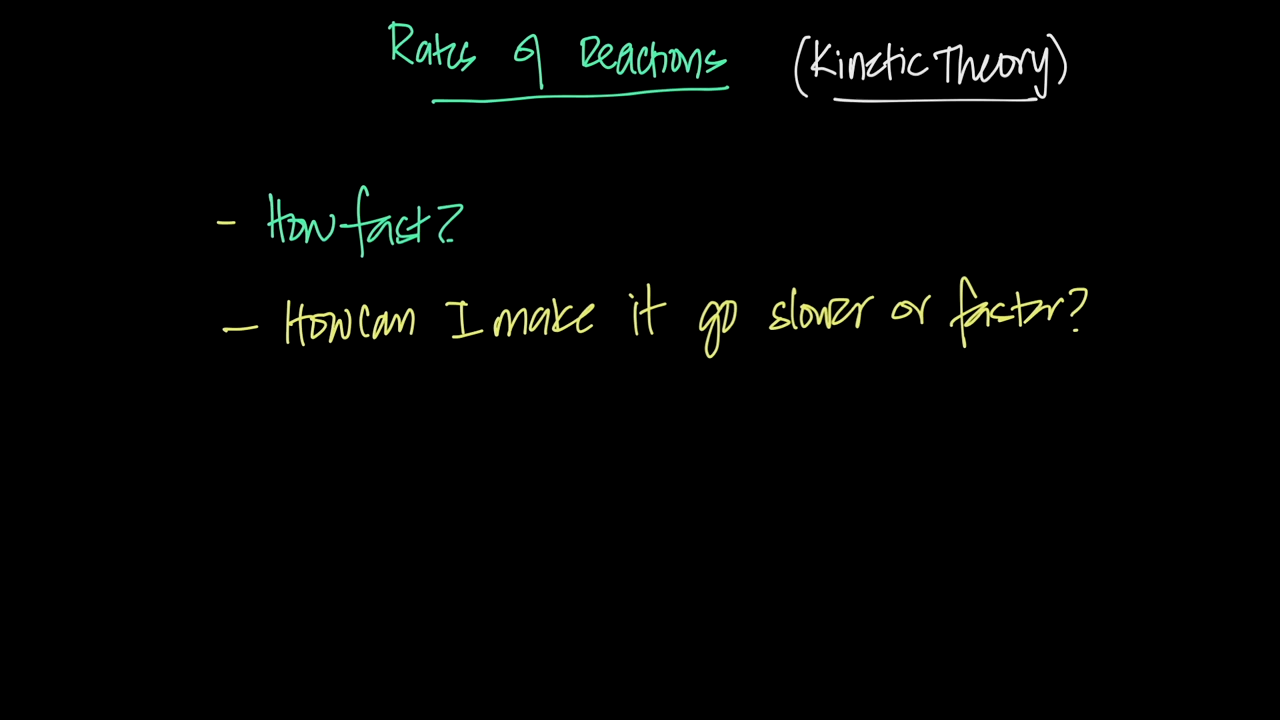 Rates of Reactions (Kinetic Theory)
- How fast?
- How can I make it go slower or faster?